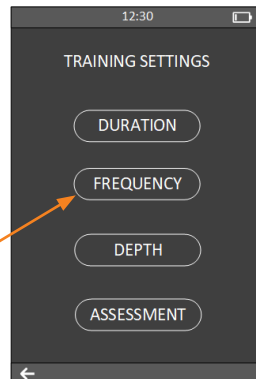 12:30
TRAINING SETTINGS
DURATION
FREQUENCY
DEPTH
ASSESSMENT